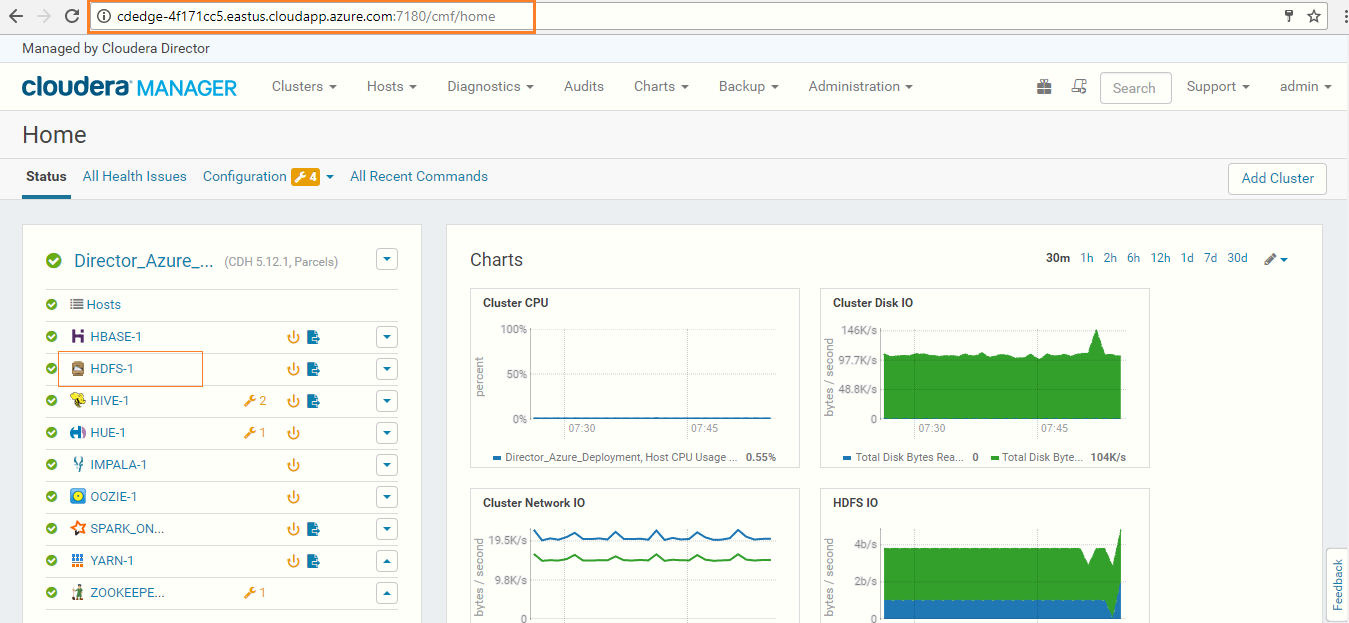 cdedge-4f171cc5.eastus.cloudapp.azure.com:7180/cmf/home
Managed by Cloudera Director
cloudera MANAGER Clusters Hosts Diagnostics Audits Charts Backup Administration Search Support admin
Home
Status All Health Issues Configuration 4 All Recent Commands Add Cluster
Director_Azure_... (CDH 5.12.1, Parcels)
Hosts
HBASE-1
HDFS-1
HIVE-1 2
HUE-1 1
IMPALA-1
OOZIE-1
SPARK_ON...
YARN-1
ZOOKEEPE... 1
Charts 30m 1h 2h 6h 12h 1d 7d 30d
Cluster CPU
percent
100%
50%
0%
07:30 07:45
Director_Azure_Deployment, Host CPU Usage ... 0.55%
Cluster Disk IO
bytes / second
146K/s
97.7K/s
48.8K/s
0
07:30 07:45
Total Disk Bytes Rea... 0 Total Disk Byte... 104K/s
Cluster Network IO
bytes / second
19.5K/s
9.8K/s
0
HDFS IO
bytes / second
4b/s
2b/s
0
Feedback